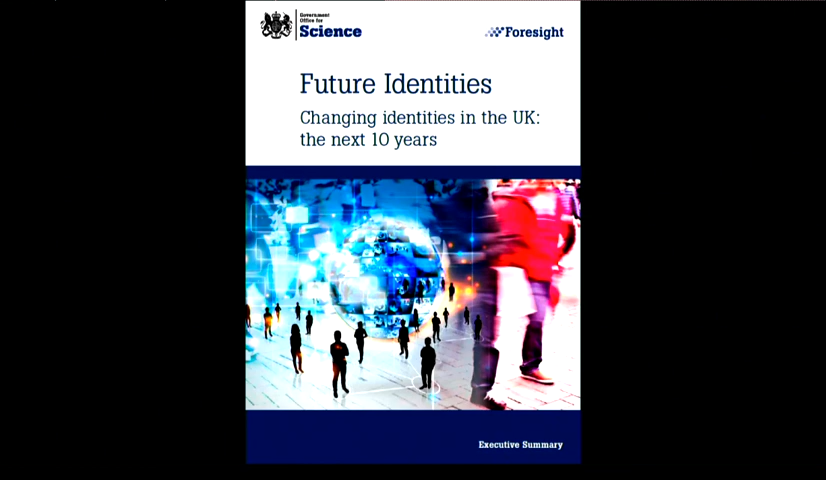 Government
Office for
Science
Foresight
Future Identities
Changing identities in the UK:
the next 10 years
Executive Summary